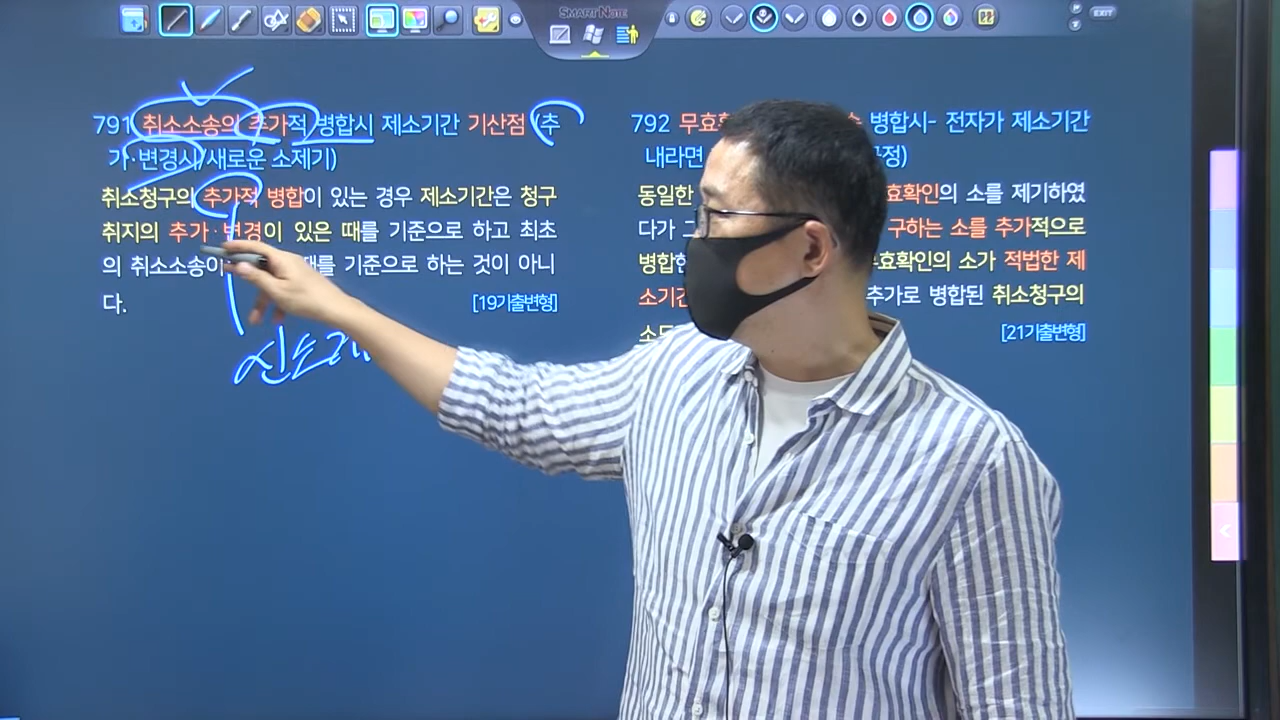 SMARTNOTE
EXIT
791 취소소송의 추가적 병합시 제소기간 기산점 (추
가·변경시/새로운 소제기)
취소청구의 추가적 병합이 있는 경우 제소기간은 청구
취지의 추가·변경이 있은 때를 기준으로 하고 최초
의 취소소송이 때를 기준으로 하는 것이 아니
다. [19기출변형]
신소제
792 병합시- 전자가 제소기간
내라면
동일한 무효확인의 소를 제기하였
다가 구하는 소를 추가적으로
병합한 무효확인의 소가 적법한 제
소기간 추가로 병합된 취소청구의
소도 [21기출변형]